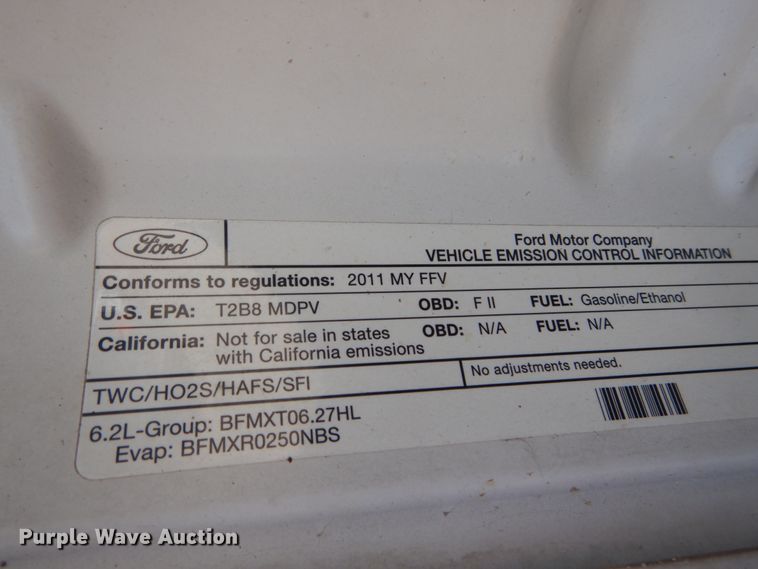 Ford
Ford Motor Company
VEHICLE EMISSION CONTROL INFORMATION
Conforms to regulations: 2011 MY FFV
U.S. EPA: T2B8 MDPV OBD: F II FUEL: Gasoline/Ethanol
California: Not for sale in states OBD: N/A FUEL: N/A
with California emissions
TWC/HO2S/HAFS/SFI
No adjustments needed.
6.2L-Group: BFMXT06.27HL
Evap: BFMXR0250NBS
Purple Wave Auction